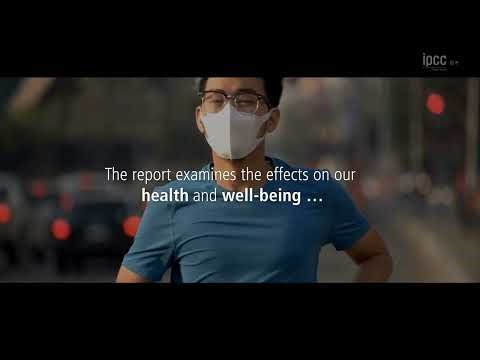 ipcc
The report examines the effects on our
health and well-being …